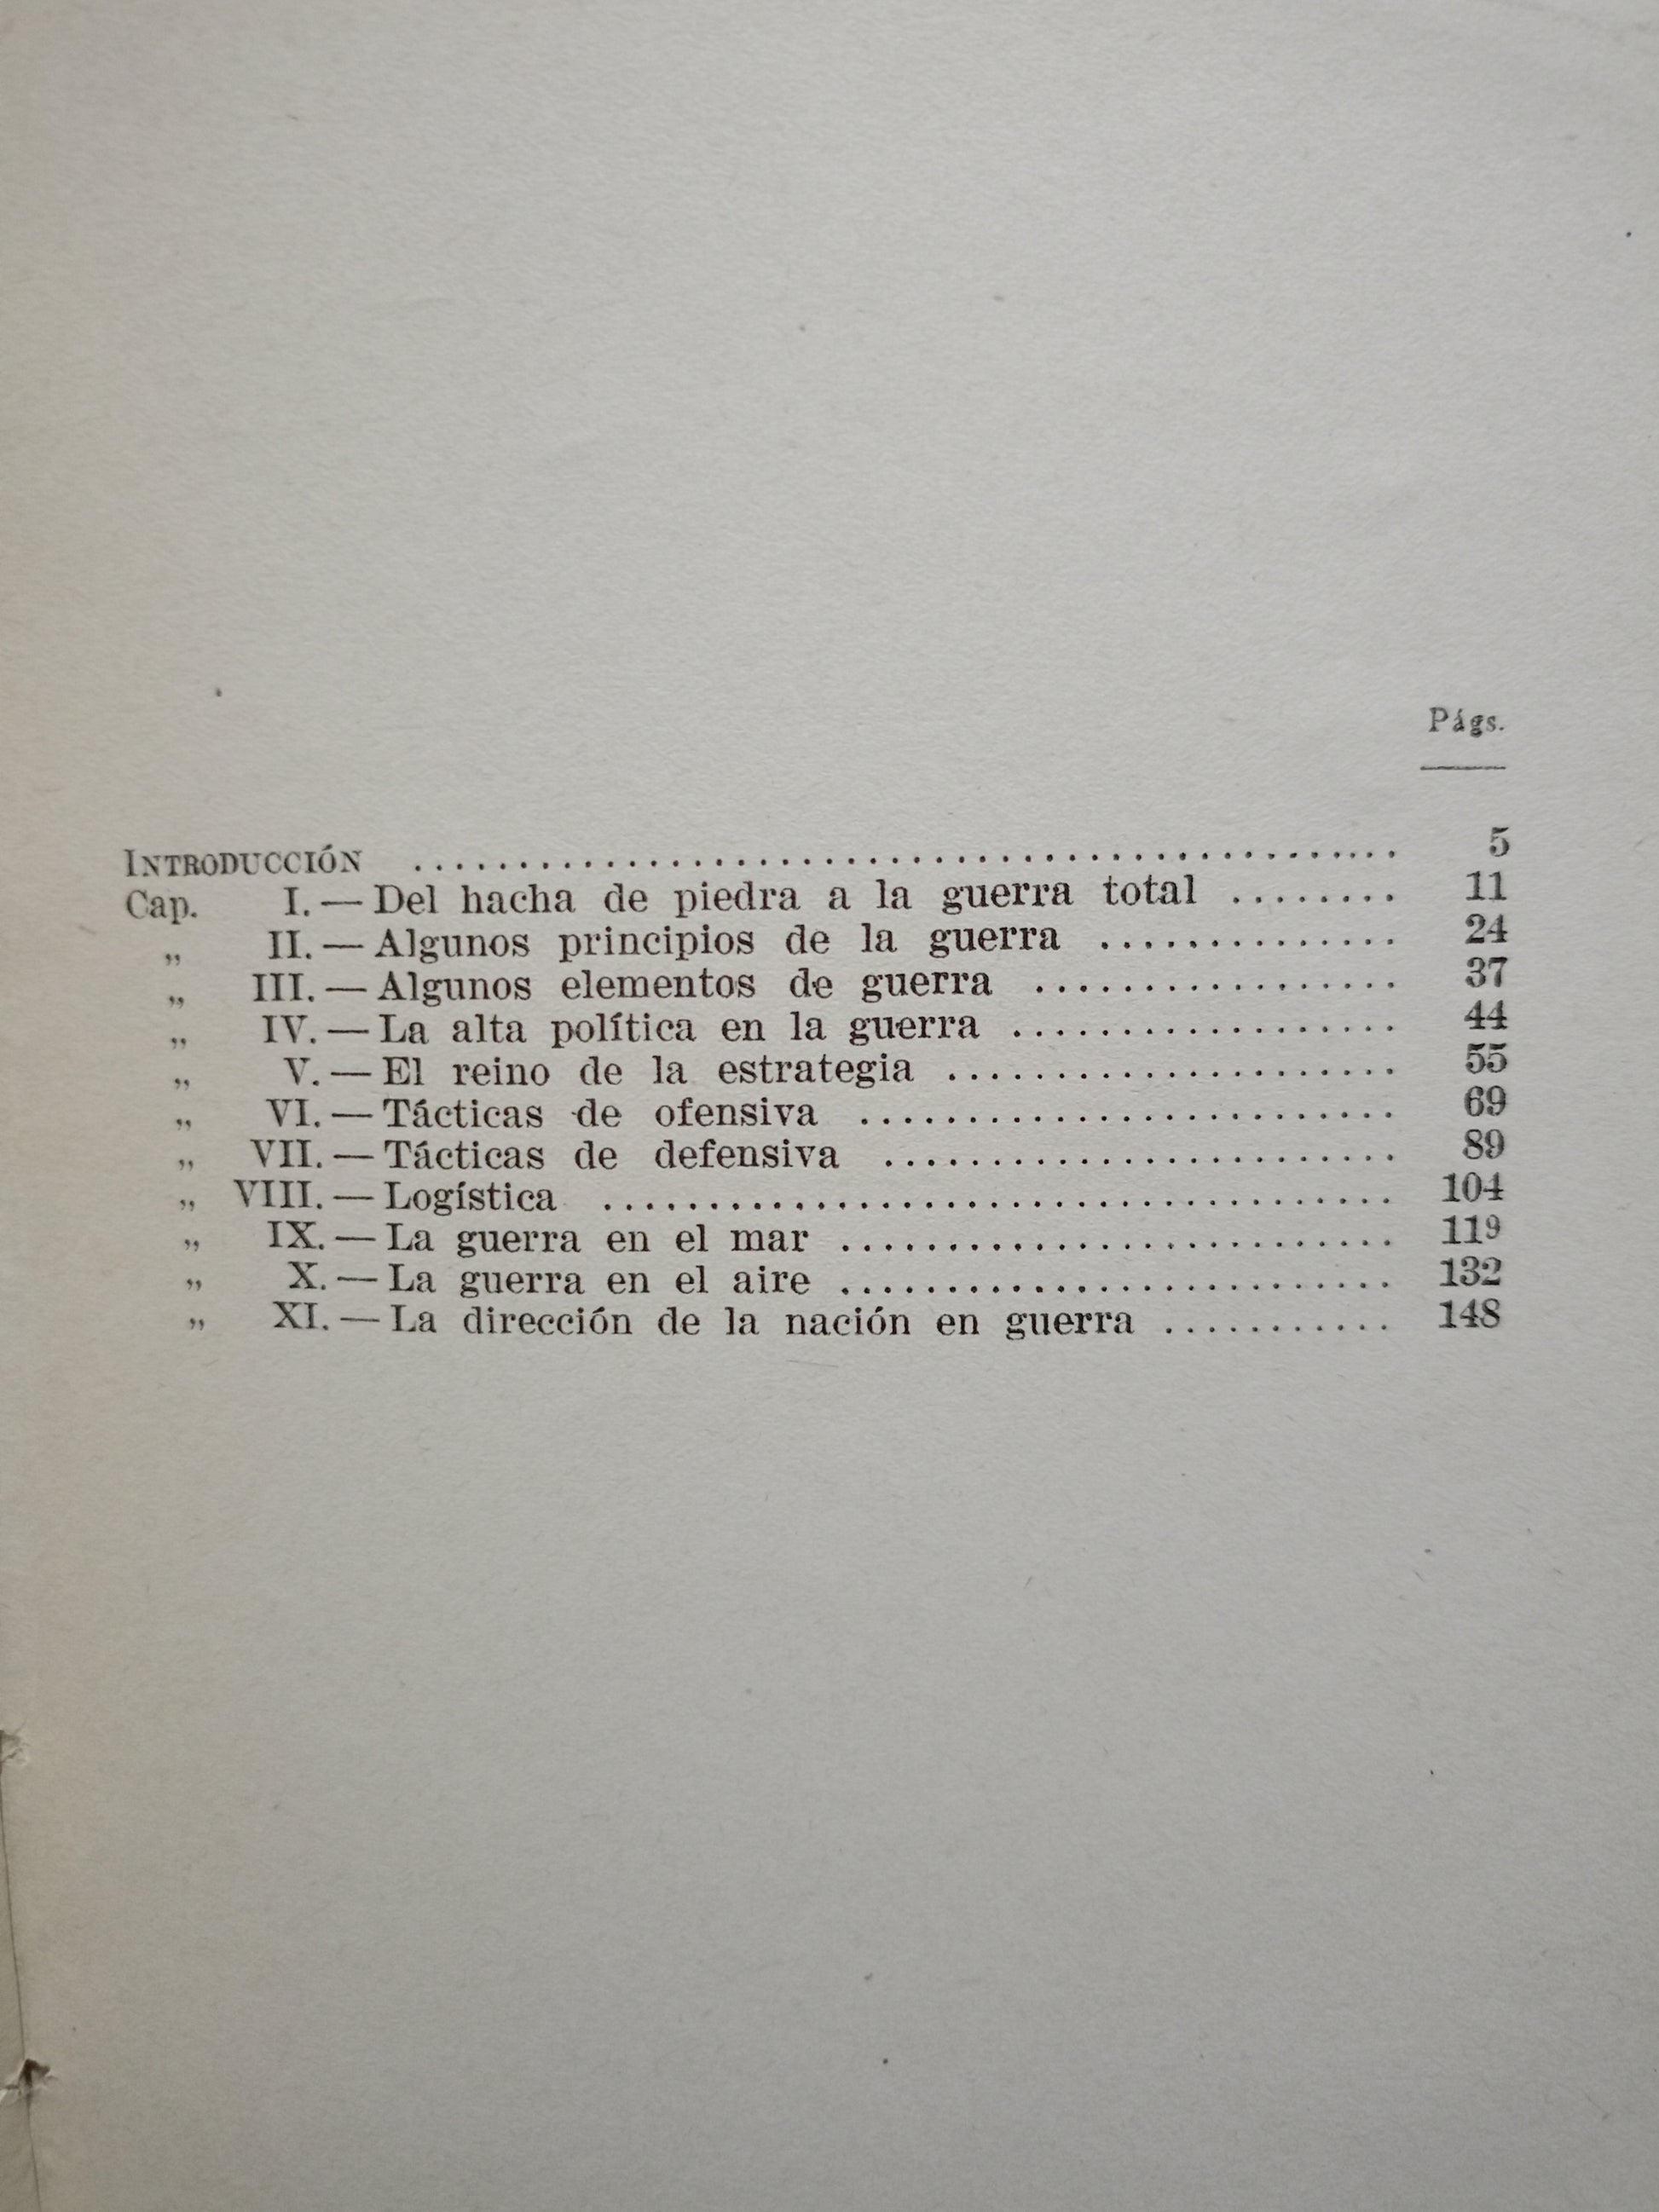 Págs.
INTRODUCCIÓN ............................................... 5
Cap. I. — Del hacha de piedra a la guerra total ........ 11
„ II. — Algunos principios de la guerra .............. 24
„ III. — Algunos elementos de guerra ................. 37
„ IV. — La alta política en la guerra .................. 44
„ V. — El reino de la estrategia ..................... 55
„ VI. — Tácticas de ofensiva ......................... 69
„ VII. — Tácticas de defensiva ........................ 89
„ VIII. — Logística ..................................... 104
„ IX. — La guerra en el mar .......................... 119
„ X. — La guerra en el aire .......................... 132
„ XI. — La dirección de la nación en guerra ........... 148